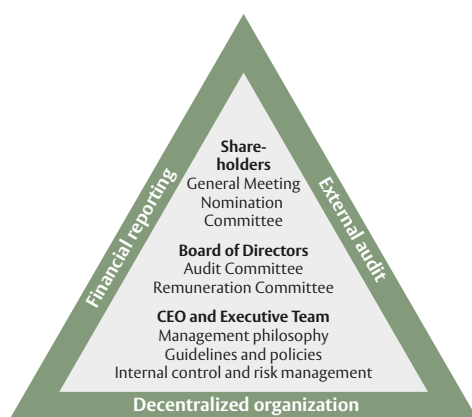 Share-
holders
General Meeting
Nomination
Committee
Board of Directors
Audit Committee
Remuneration Committee
CEO and Executive Team
Management philosophy
Guidelines and policies
Internal control and risk management
Financial reporting
External audit
Decentralized organization